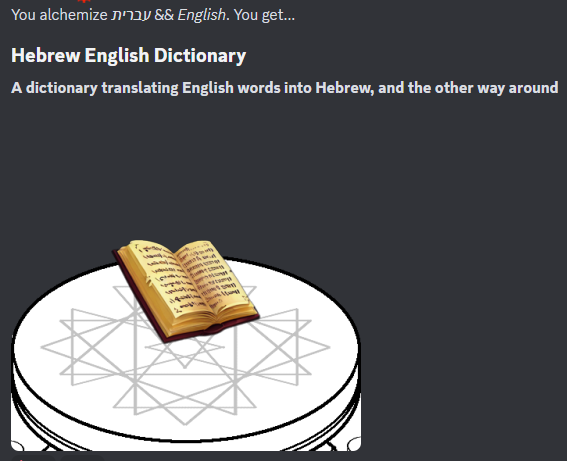 You alchemize עברית && English. You get...
Hebrew English Dictionary
A dictionary translating English words into Hebrew, and the other way around